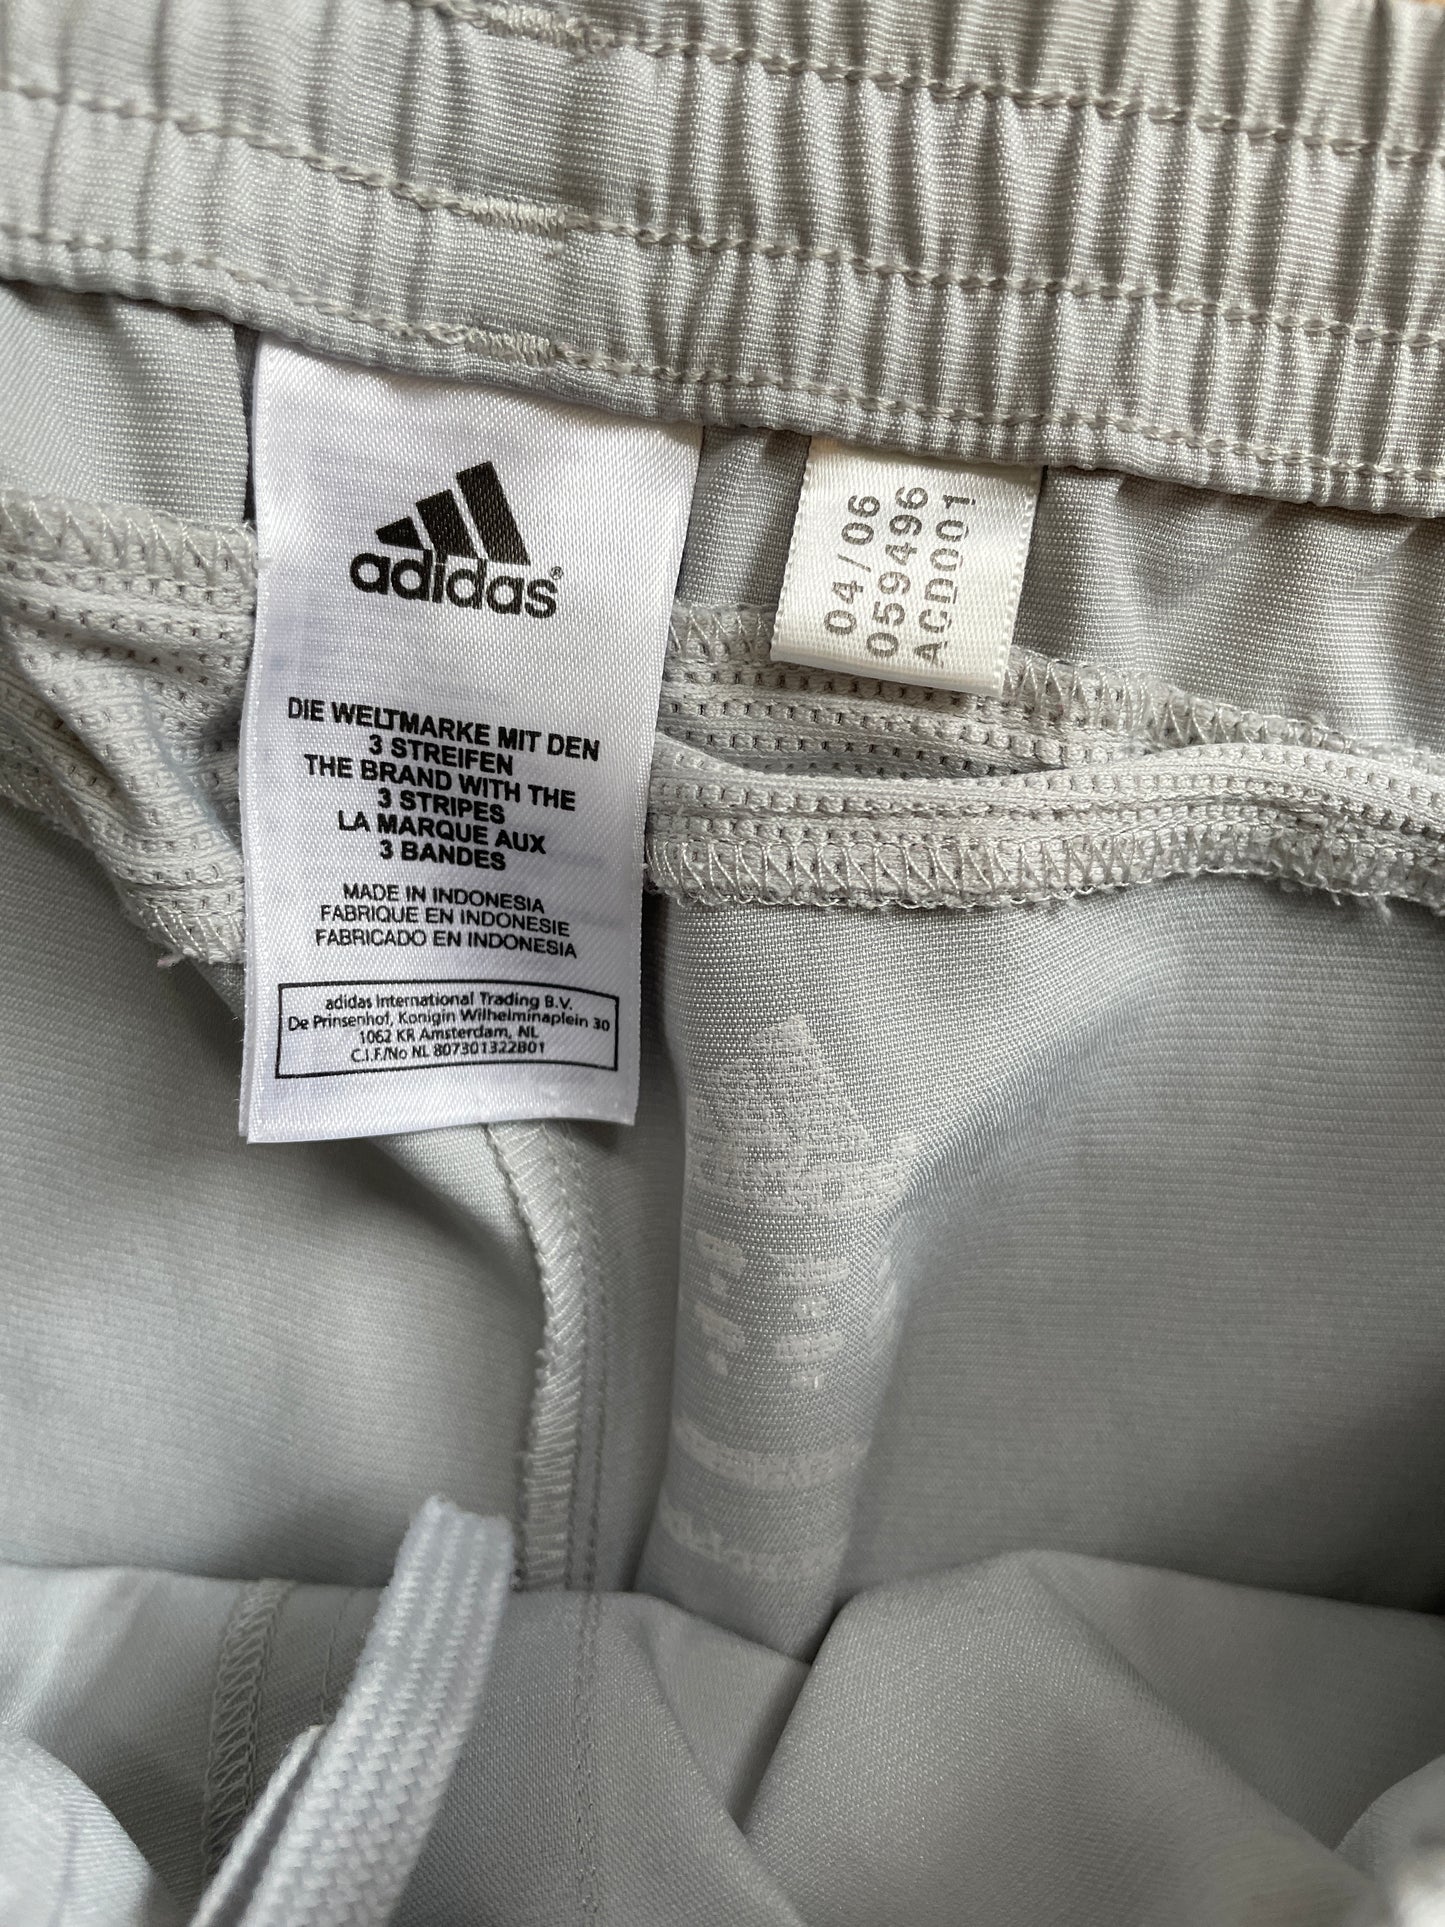 adidas®
DIE WELTMARKE MIT DEN
3 STREIFEN
THE BRAND WITH THE
3 STRIPES
LA MARQUE AUX
3 BANDES
MADE IN INDONESIA
FABRIQUE EN INDONESIE
FABRICADO EN INDONESIA
adidas International Trading B.V.
De Prinsenhof, Konigin Wilhelminaplein 30
1062 KR Amsterdam, NL
C.I.F./No NL 807301322B01
04/06
059496
ACD001